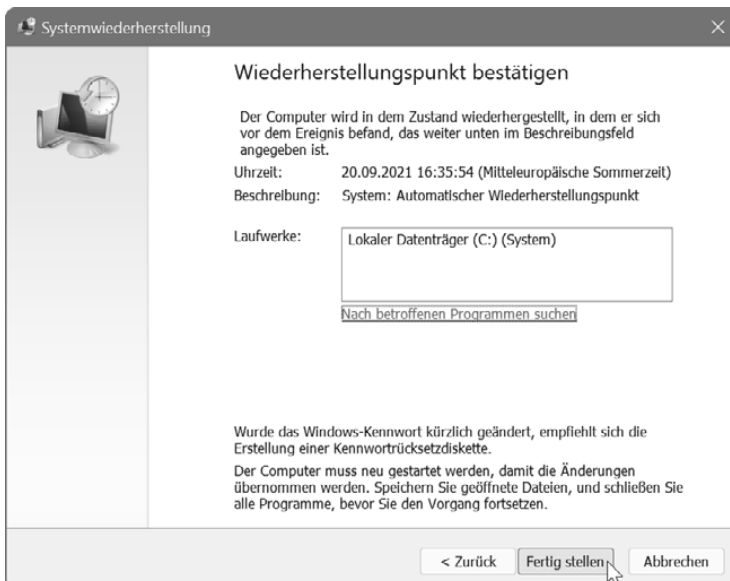 Systemwiederherstellung
Wiederherstellungspunkt bestätigen
Der Computer wird in dem Zustand wiederhergestellt, in dem er sich
vor dem Ereignis befand, das weiter unten im Beschreibungsfeld
angegeben ist.
Uhrzeit: 20.09.2021 16:35:54 (Mitteleuropäische Sommerzeit)
Beschreibung: System: Automatischer Wiederherstellungspunkt
Laufwerke: Lokaler Datenträger (C:) (System)
Nach betroffenen Programmen suchen
Wurde das Windows-Kennwort kürzlich geändert, empfiehlt sich die
Erstellung einer Kennwortrücksetzdiskette.
Der Computer muss neu gestartet werden, damit die Änderungen
übernommen werden. Speichern Sie geöffnete Dateien, und schließen Sie
alle Programme, bevor Sie den Vorgang fortsetzen.
< Zurück Fertig stellen Abbrechen